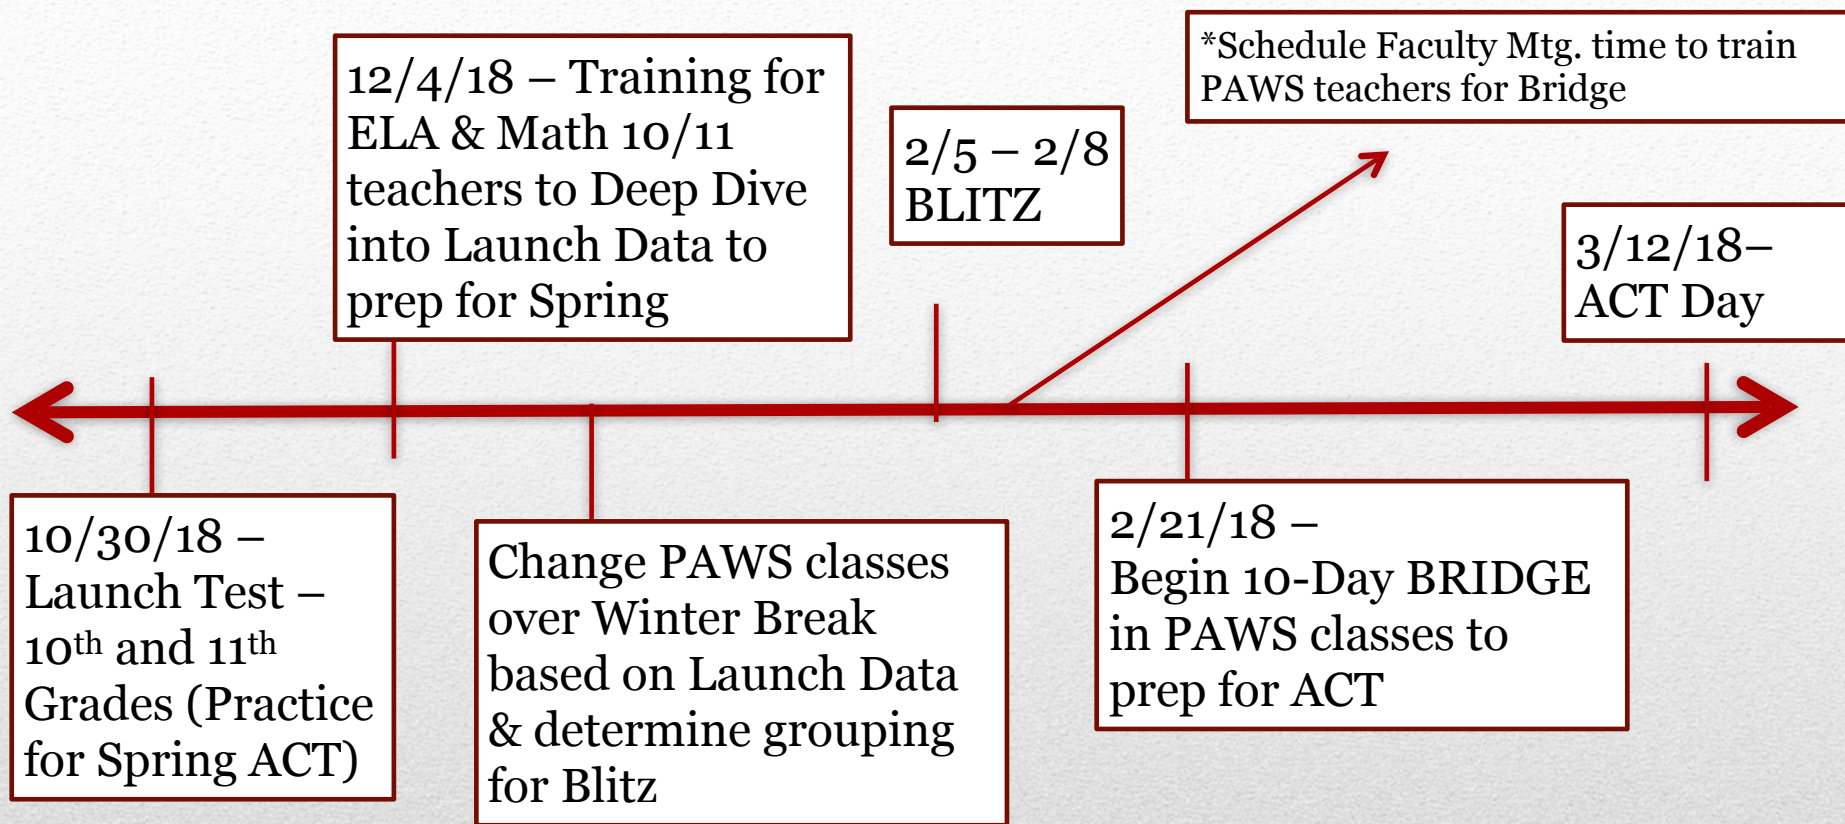 12/4/18 – Training for
ELA & Math 10/11
teachers to Deep Dive
into Launch Data to
prep for Spring
*Schedule Faculty Mtg. time to train
PAWS teachers for Bridge
2/5 – 2/8
BLITZ
3/12/18–
ACT Day
10/30/18 –
Launch Test –
10th and 11th
Grades (Practice
for Spring ACT)
Change PAWS classes
over Winter Break
based on Launch Data
& determine grouping
for Blitz
2/21/18 –
Begin 10-Day BRIDGE
in PAWS classes to
prep for ACT